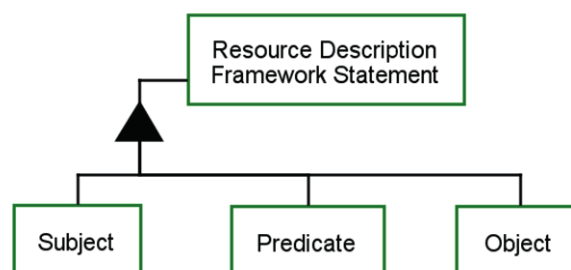 Resource Description
Framework Statement
Subject
Predicate
Object